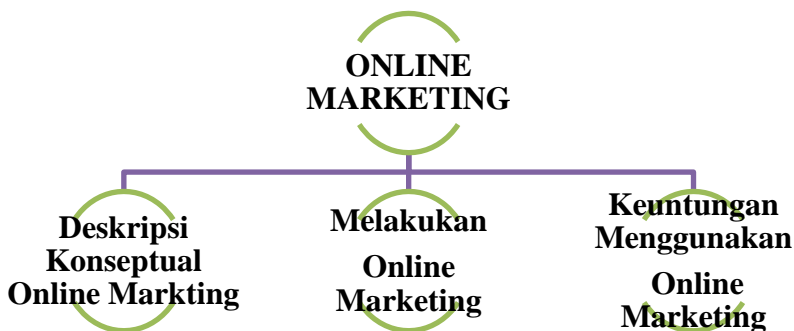 ONLINE
MARKETING
Deskripsi
Konseptual
Online Markting
Melakukan
Online
Marketing
Keuntungan
Menggunakan
Online
Marketing